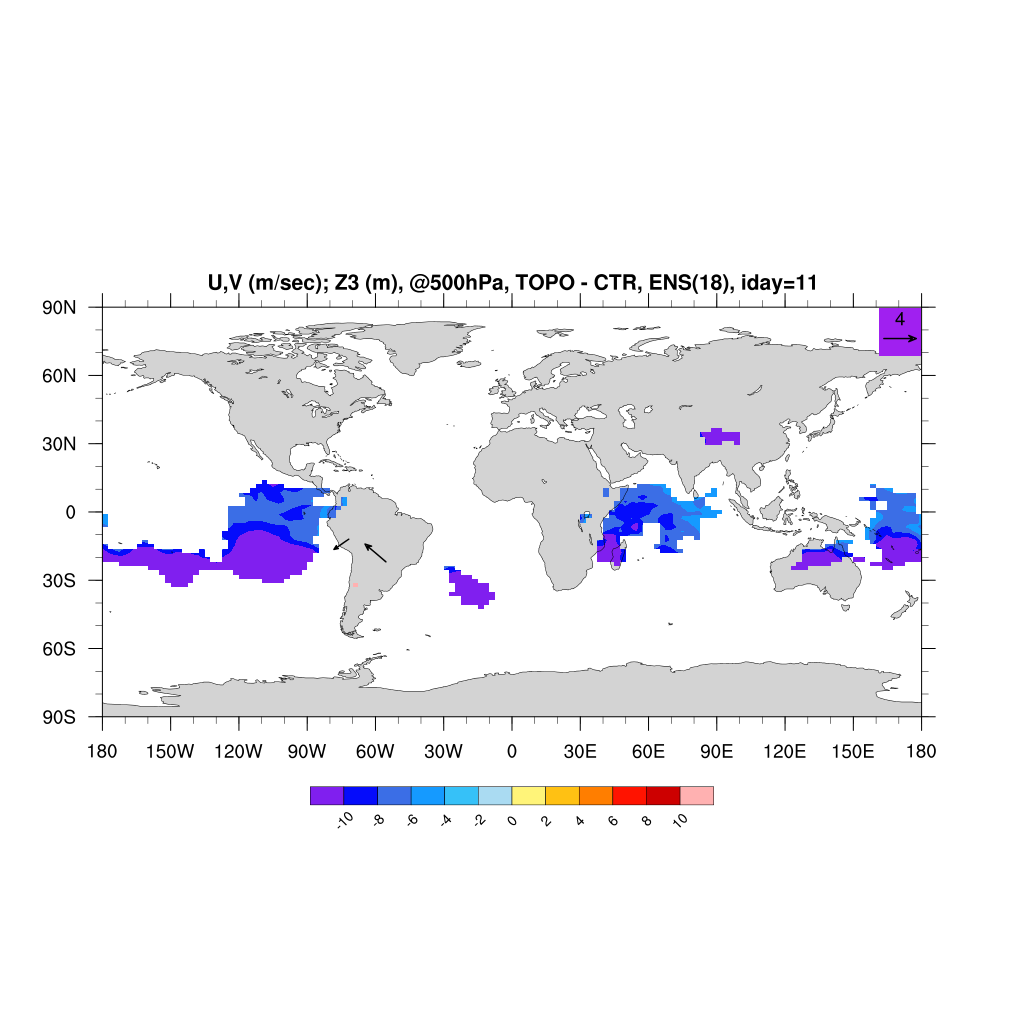 U,V (m/sec); Z3 (m), @500hPa, TOPO - CTR, ENS(18), iday=11
4
90N
60N
30N
0
30S
60S
90S
180 150W 120W 90W 60W 30W 0 30E 60E 90E 120E 150E 180
-10 -8 -6 -4 -2 0 2 4 6 8 10